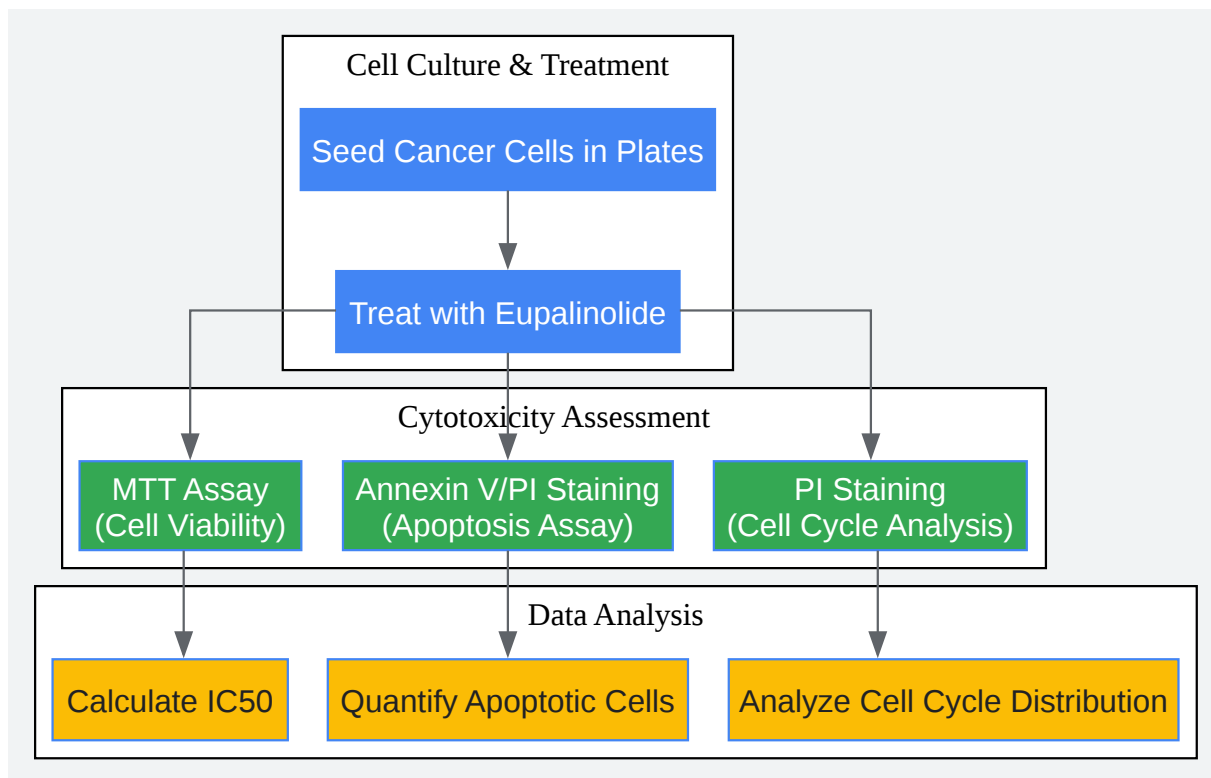 Cell Culture & Treatment
Seed Cancer Cells in Plates
Treat with Eupalinolide
Cytotoxicity Assessment
MTT Assay
(Cell Viability)
Annexin V/PI Staining
(Apoptosis Assay)
PI Staining
(Cell Cycle Analysis)
Data Analysis
Calculate IC50
Quantify Apoptotic Cells
Analyze Cell Cycle Distribution